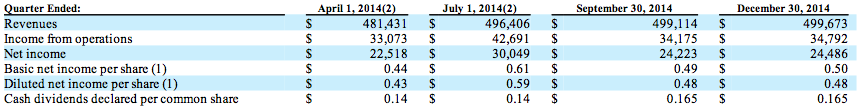 Quarter Ended: April 1, 2014(2) July 1, 2014(2) September 30, 2014 December 30, 2014
Revenues $ 481,431 $ 496,406 $ 499,114 $ 499,673
Income from operations $ 33,073 $ 42,691 $ 34,175 $ 34,792
Net income $ 22,518 $ 30,049 $ 24,223 $ 24,486
Basic net income per share (1) $ 0.44 $ 0.61 $ 0.49 $ 0.50
Diluted net income per share (1) $ 0.43 $ 0.59 $ 0.48 $ 0.48
Cash dividends declared per common share $ 0.14 $ 0.14 $ 0.165 $ 0.165